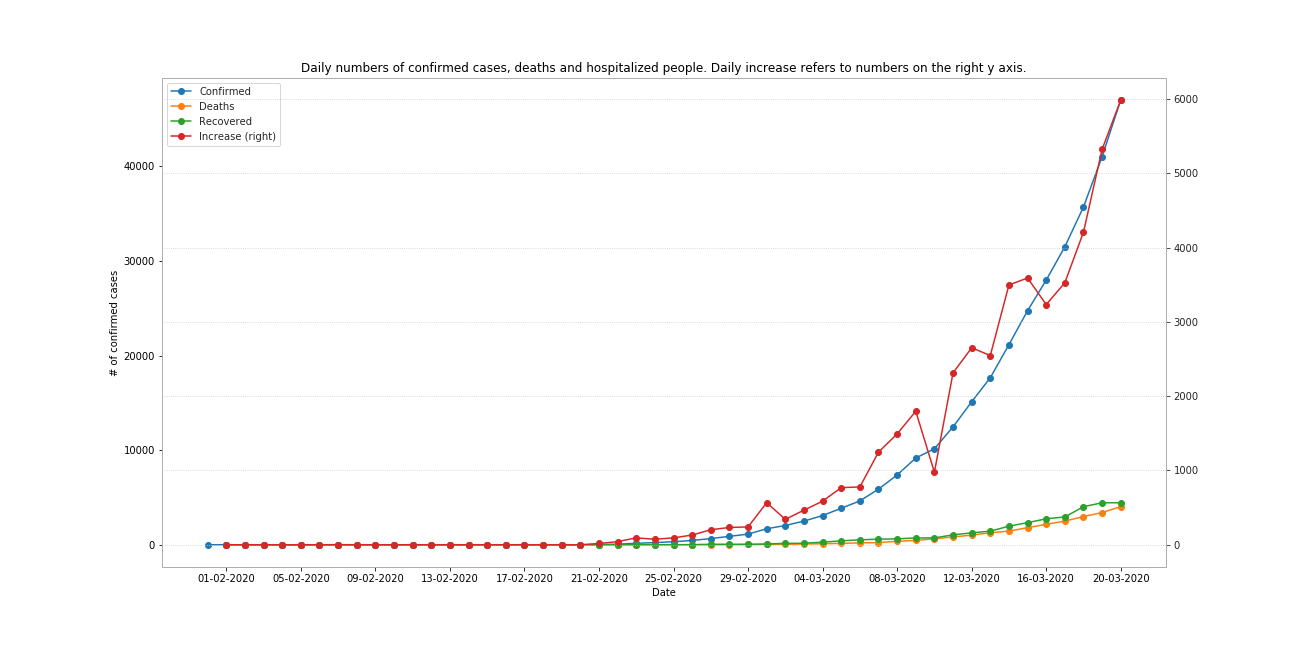 Daily numbers of confirmed cases, deaths and hospitalized people. Daily increase refers to numbers on the right y axis.
Confirmed
Deaths
Recovered
Increase (right)
# of confirmed cases
40000
30000
20000
10000
0
6000
5000
4000
3000
2000
1000
0
01-02-2020 05-02-2020 09-02-2020 13-02-2020 17-02-2020 21-02-2020 25-02-2020 29-02-2020 04-03-2020 08-03-2020 12-03-2020 16-03-2020 20-03-2020
Date